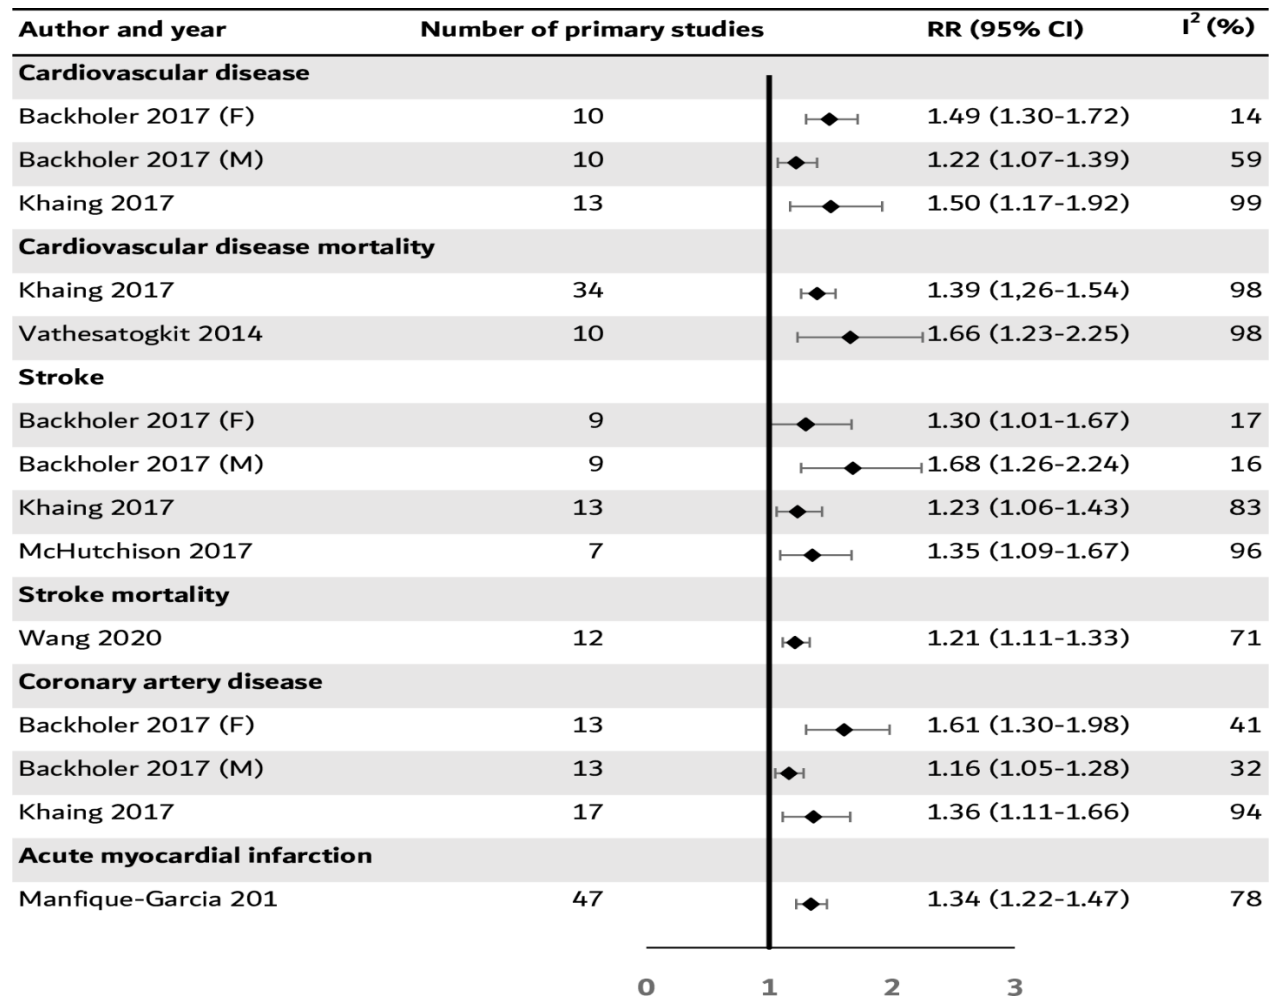 Author and year Number of primary studies RR (95% CI) I² (%)
Cardiovascular disease
Backholer 2017 (F) 10 1.49 (1.30-1.72) 14
Backholer 2017 (M) 10 1.22 (1.07-1.39) 59
Khaing 2017 13 1.50 (1.17-1.92) 99
Cardiovascular disease mortality
Khaing 2017 34 1.39 (1,26-1.54) 98
Vathesatogkit 2014 10 1.66 (1.23-2.25) 98
Stroke
Backholer 2017 (F) 9 1.30 (1.01-1.67) 17
Backholer 2017 (M) 9 1.68 (1.26-2.24) 16
Khaing 2017 13 1.23 (1.06-1.43) 83
McHutchison 2017 7 1.35 (1.09-1.67) 96
Stroke mortality
Wang 2020 12 1.21 (1.11-1.33) 71
Coronary artery disease
Backholer 2017 (F) 13 1.61 (1.30-1.98) 41
Backholer 2017 (M) 13 1.16 (1.05-1.28) 32
Khaing 2017 17 1.36 (1.11-1.66) 94
Acute myocardial infarction
Manfique-Garcia 201 47 1.34 (1.22-1.47) 78
0 1 2 3